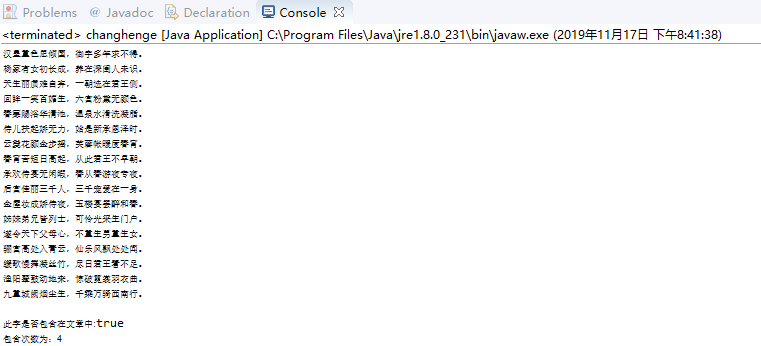 Problems @ Javadoc Declaration Console
<terminated> changhenge [Java Application] C:\Program Files\Java\jre1.8.0_231\bin\javaw.exe (2019年11月17日 下午8:41:38)
汉皇重色思倾国，御宇多年求不得。
杨家有女初长成，养在深闺人未识。
天生丽质难自弃，一朝选在君王侧。
回眸一笑百媚生，六宫粉黛无颜色。
春寒赐浴华清池，温泉水滑洗凝脂。
侍儿扶起娇无力，始是新承恩泽时。
云鬓花颜金步摇，芙蓉帐暖度春宵。
春宵苦短日高起，从此君王不早朝。
承欢侍宴无闲暇，春从春游夜专夜。
后宫佳丽三千人，三千宠爱在一身。
金屋妆成娇侍夜，玉楼宴罢醉和春。
姊妹弟兄皆列士，可怜光采生门户。
遂令天下父母心，不重生男重生女。
骊宫高处入青云，仙乐风飘处处闻。
缓歌慢舞凝丝竹，尽日君王看不足。
渔阳鼙鼓动地来，惊破霓裳羽衣曲。
九重城阙烟尘生，千乘万骑西南行。
此字是否包含在文章中:true
包含次数为：4